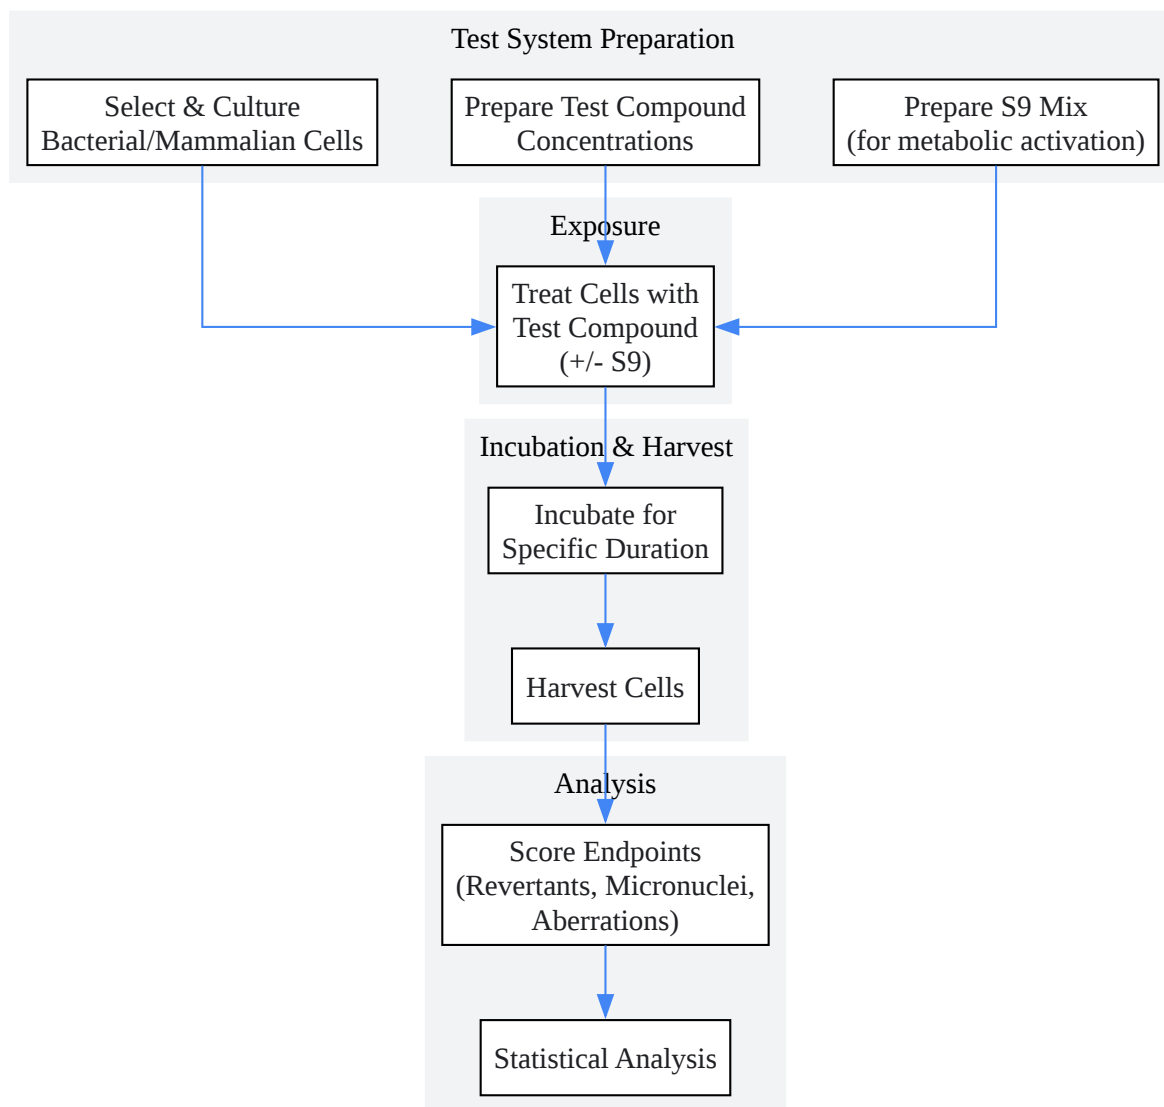 Test System Preparation
Select & Culture
Bacterial/Mammalian Cells
Prepare Test Compound
Concentrations
Prepare S9 Mix
(for metabolic activation)
Exposure
Treat Cells with
Test Compound
(+/- S9)
Incubation & Harvest
Incubate for
Specific Duration
Harvest Cells
Analysis
Score Endpoints
(Revertants, Micronuclei,
Aberrations)
Statistical Analysis